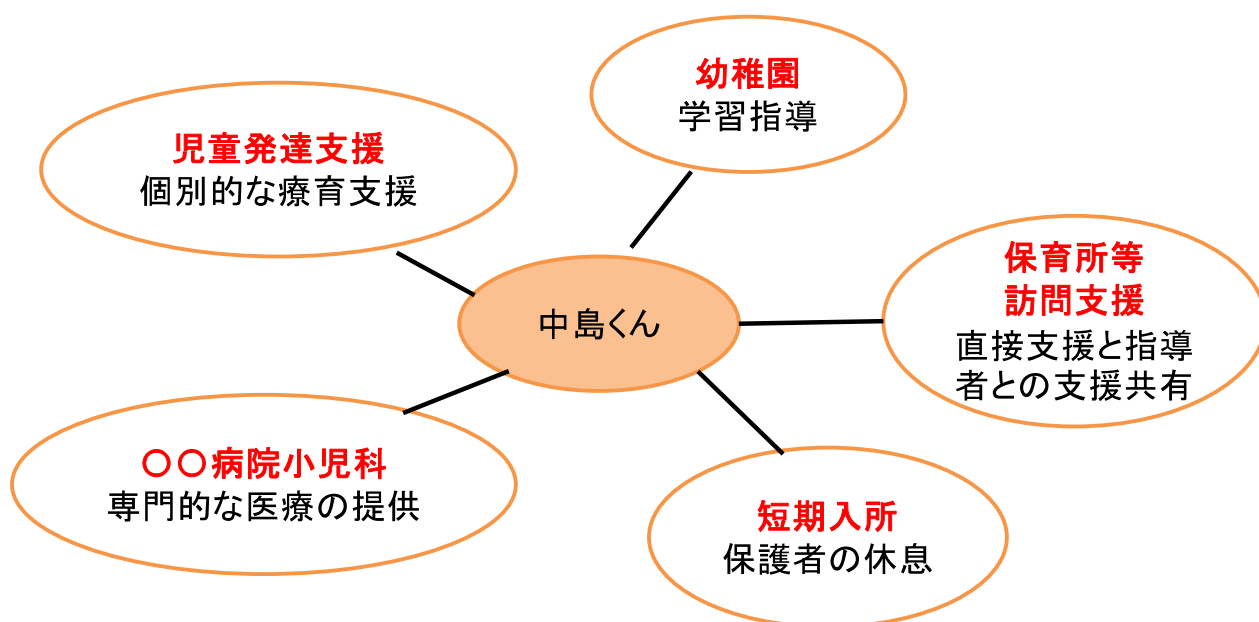 幼稚園
学習指導
児童発達支援
個別的な療育支援
保育所等
訪問支援
直接支援と指導
者との支援共有
中島くん
〇〇病院小児科
専門的な医療の提供
短期入所
保護者の休息